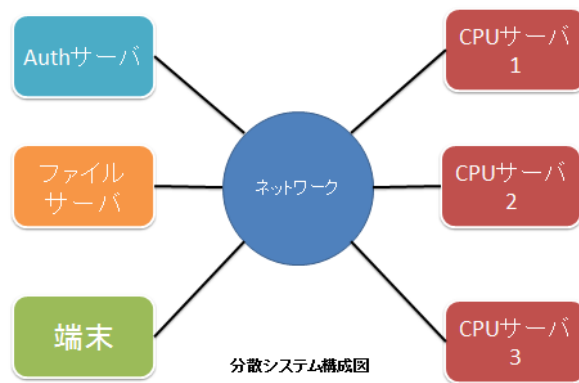 Authサーバ
CPUサーバ
1
ファイル
サーバ
ネットワーク
CPUサーバ
2
端末
CPUサーバ
3
分散システム構成図